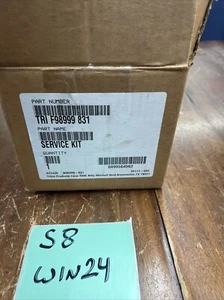 PART NUMBER
TRI F98999 831
PART NAME
SERVICE KIT
QUANTITY
1
S8
WIN24